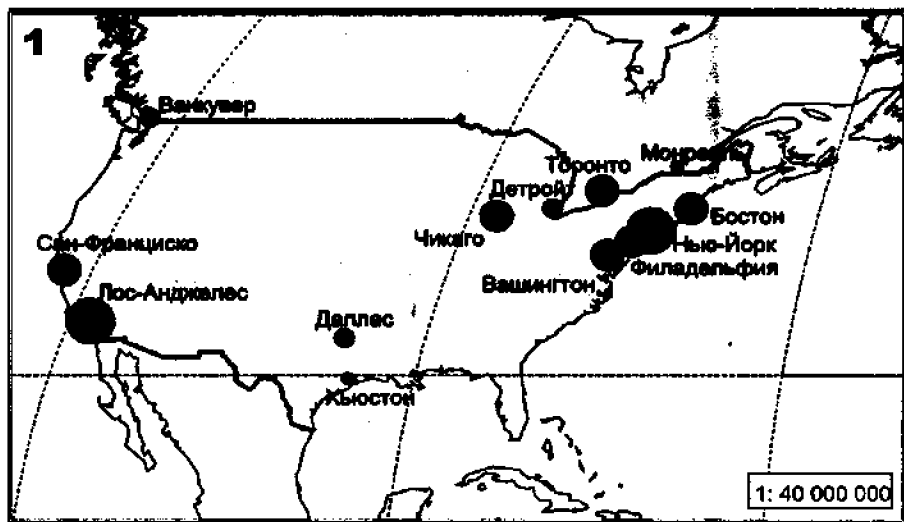 1
Ванкувер
Торонто
Монреаль
Детройт
Бостон
Чикаго
Нью-Йорк
Сан-Франциско
Филадельфия
Вашингтон
Лос-Анджелес
Даллас
Хьюстон
1: 40 000 000